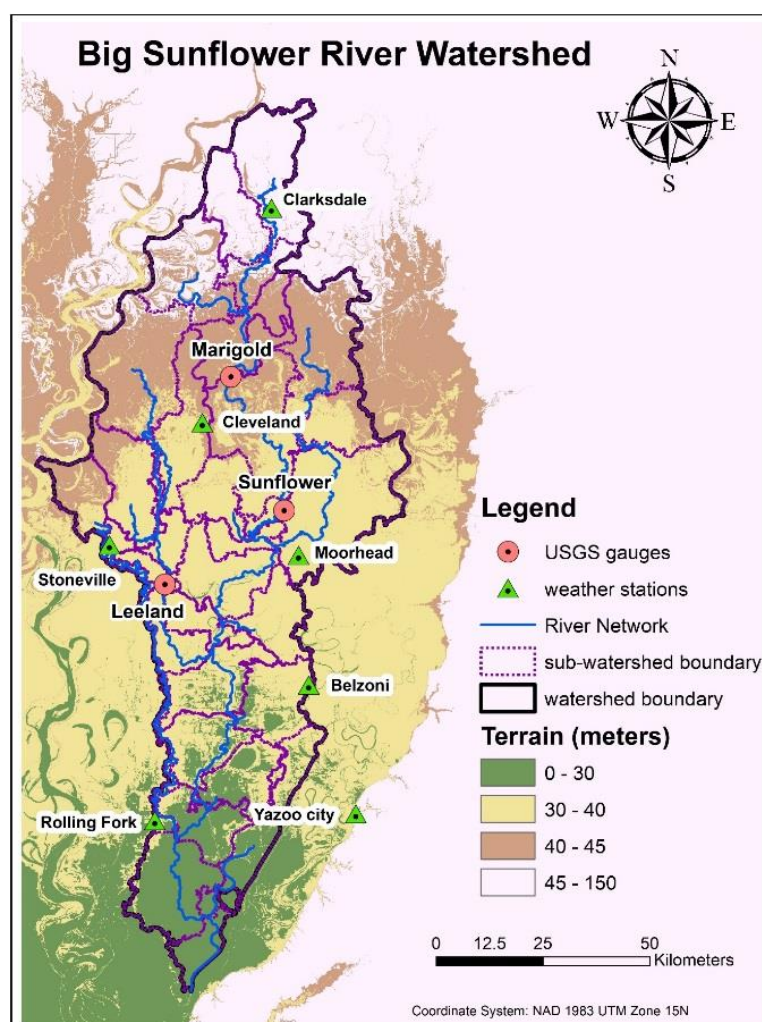 Big Sunflower River Watershed
N
W
E
S
Clarksdale
Marigold
Cleveland
Sunflower
Moorhead
Stoneville
Leeland
Belzoni
Rolling Fork
Yazoo city
Legend
USGS gauges
weather stations
River Network
sub-watershed boundary
watershed boundary
Terrain (meters)
0 - 30
30 - 40
40 - 45
45 - 150
0 12.5 25 50
Kilometers
Coordinate System: NAD 1983 UTM Zone 15N